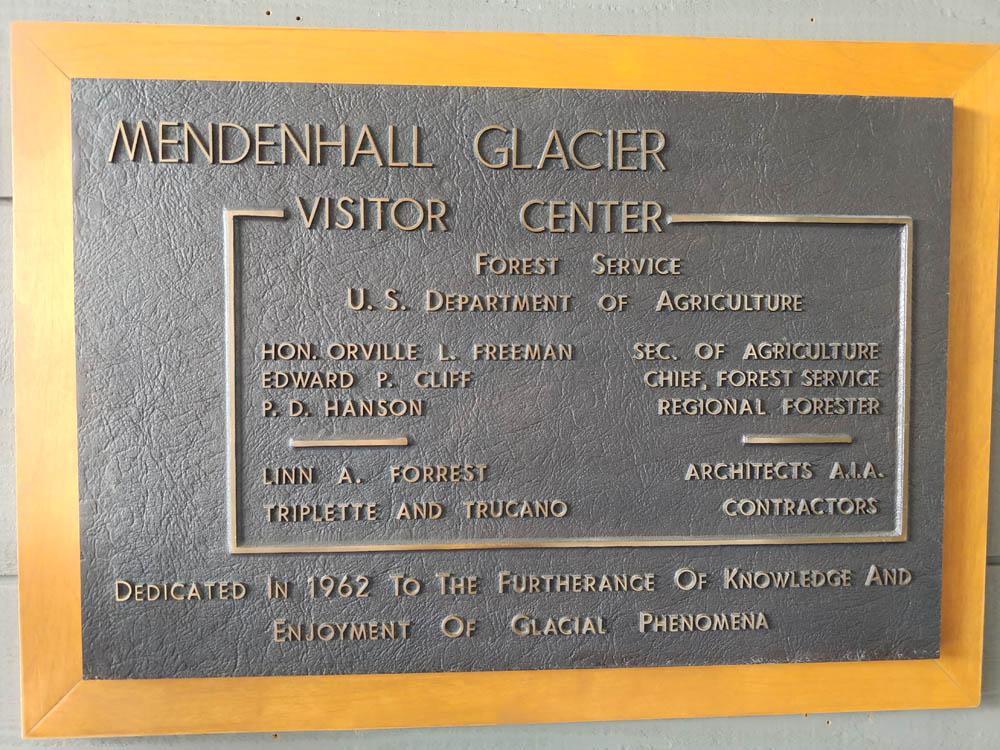 MENDENHALL GLACIER
VISITOR CENTER
FOREST SERVICE
U. S. DEPARTMENT OF AGRICULTURE
HON. ORVILLE L. FREEMAN SEC. OF AGRICULTURE
EDWARD P. CLIFF CHIEF, FOREST SERVICE
P. D. HANSON REGIONAL FORESTER
LINN A. FORREST ARCHITECTS A.I.A.
TRIPLETTE AND TRUCANO CONTRACTORS
DEDICATED IN 1962 TO THE FURTHERANCE OF KNOWLEDGE AND
ENJOYMENT OF GLACIAL PHENOMENA